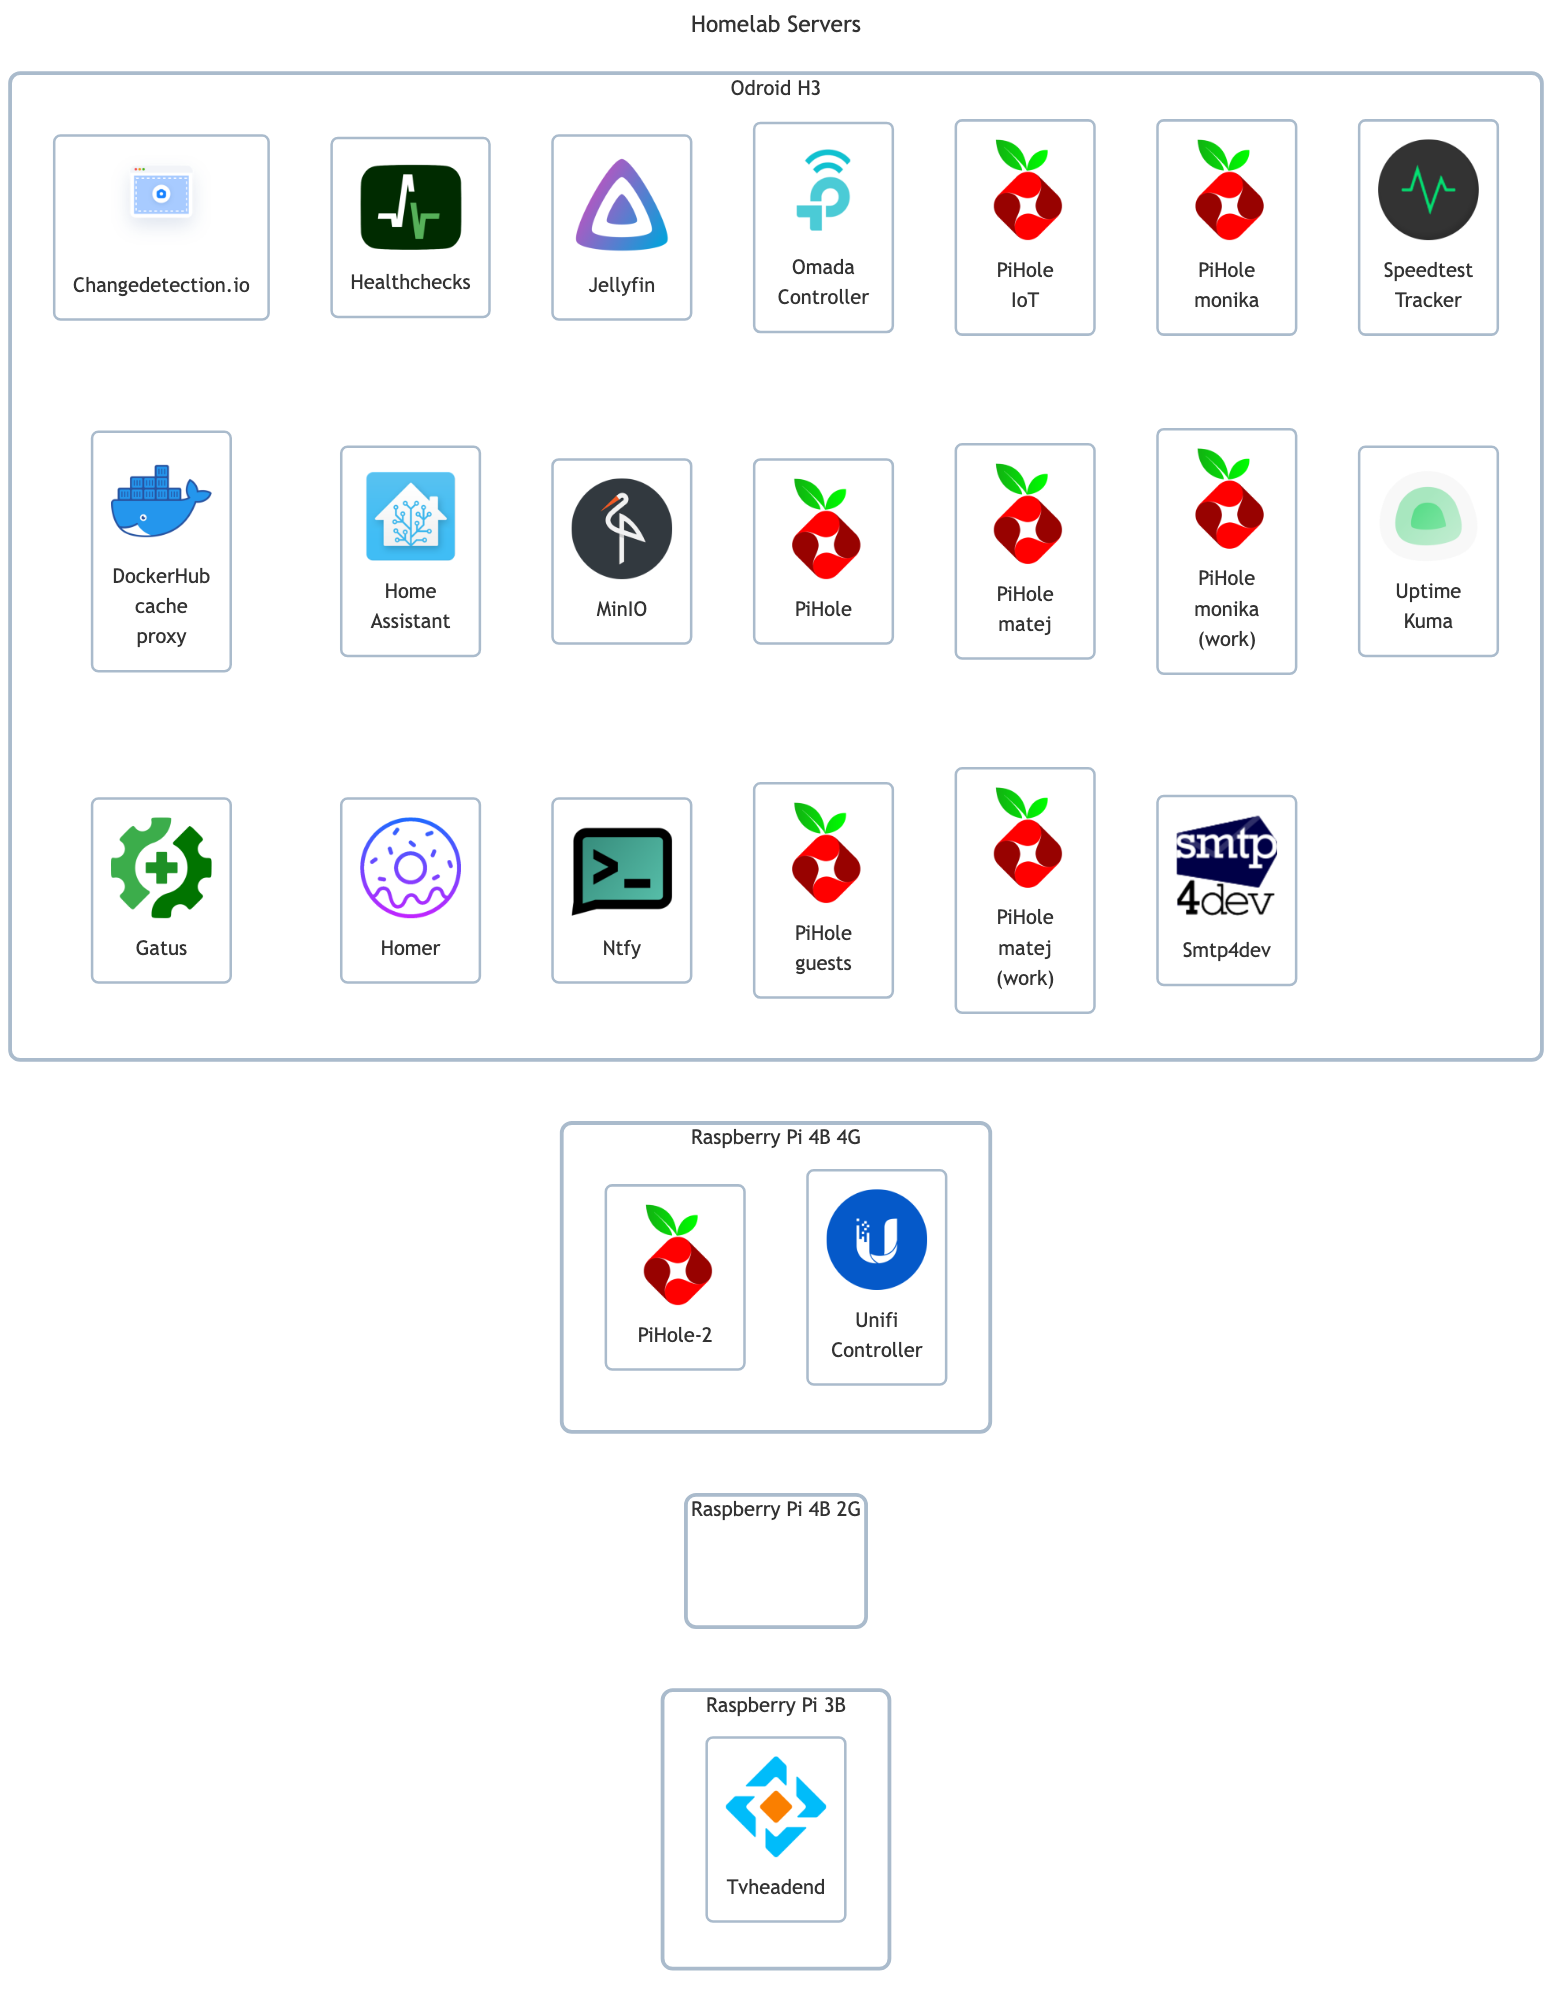 Homelab Servers
Odroid H3
Changedetection.io
Healthchecks
Jellyfin
Omada
Controller
PiHole
IoT
PiHole
monika
Speedtest
Tracker
DockerHub
cache
proxy
Home
Assistant
MinIO
PiHole
PiHole
matej
PiHole
monika
(work)
Uptime
Kuma
Gatus
Homer
>_
Ntfy
PiHole
guests
PiHole
matej
(work)
smtp
4dev
Smtp4dev
Raspberry Pi 4B 4G
PiHole-2
U
Unifi
Controller
Raspberry Pi 4B 2G
Raspberry Pi 3B
Tvheadend